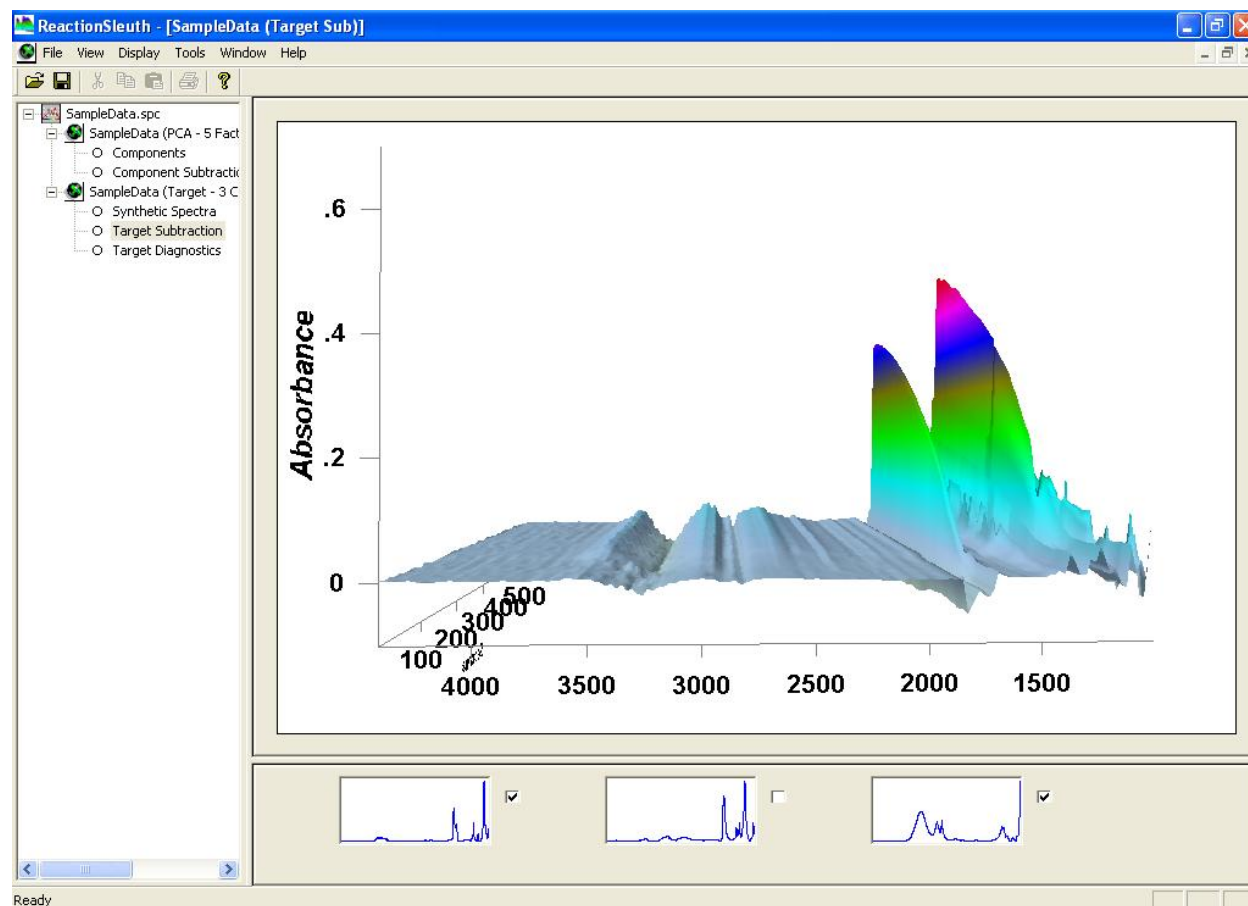 ReactionSleuth - [SampleData (Target Sub)]
File View Display Tools Window Help
SampleData.spc
SampleData (PCA - 5 Fact
Components
Component Subtractic
SampleData (Target - 3 C
Synthetic Spectra
Target Subtraction
Target Diagnostics
Absorbance
.6
.4
.2
0
500
400
300
200
100
4000 3500 3000 2500 2000 1500
Ready